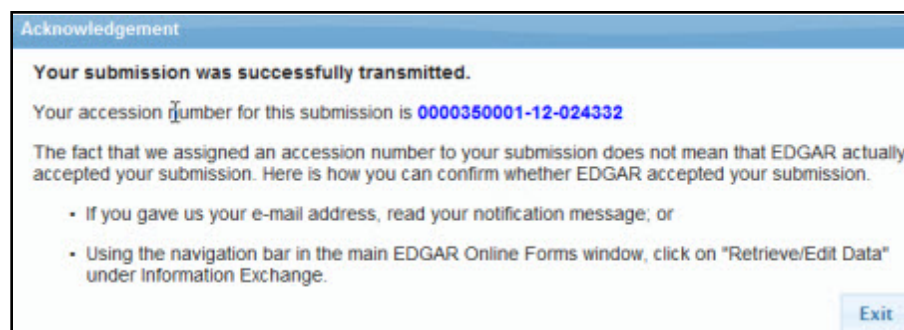 Acknowledgement
Your submission was successfully transmitted.
Your accession number for this submission is 0000350001-12-024332
The fact that we assigned an accession number to your submission does not mean that EDGAR actually
accepted your submission. Here is how you can confirm whether EDGAR accepted your submission.
• If you gave us your e-mail address, read your notification message; or
• Using the navigation bar in the main EDGAR Online Forms window, click on "Retrieve/Edit Data"
under Information Exchange.
Exit